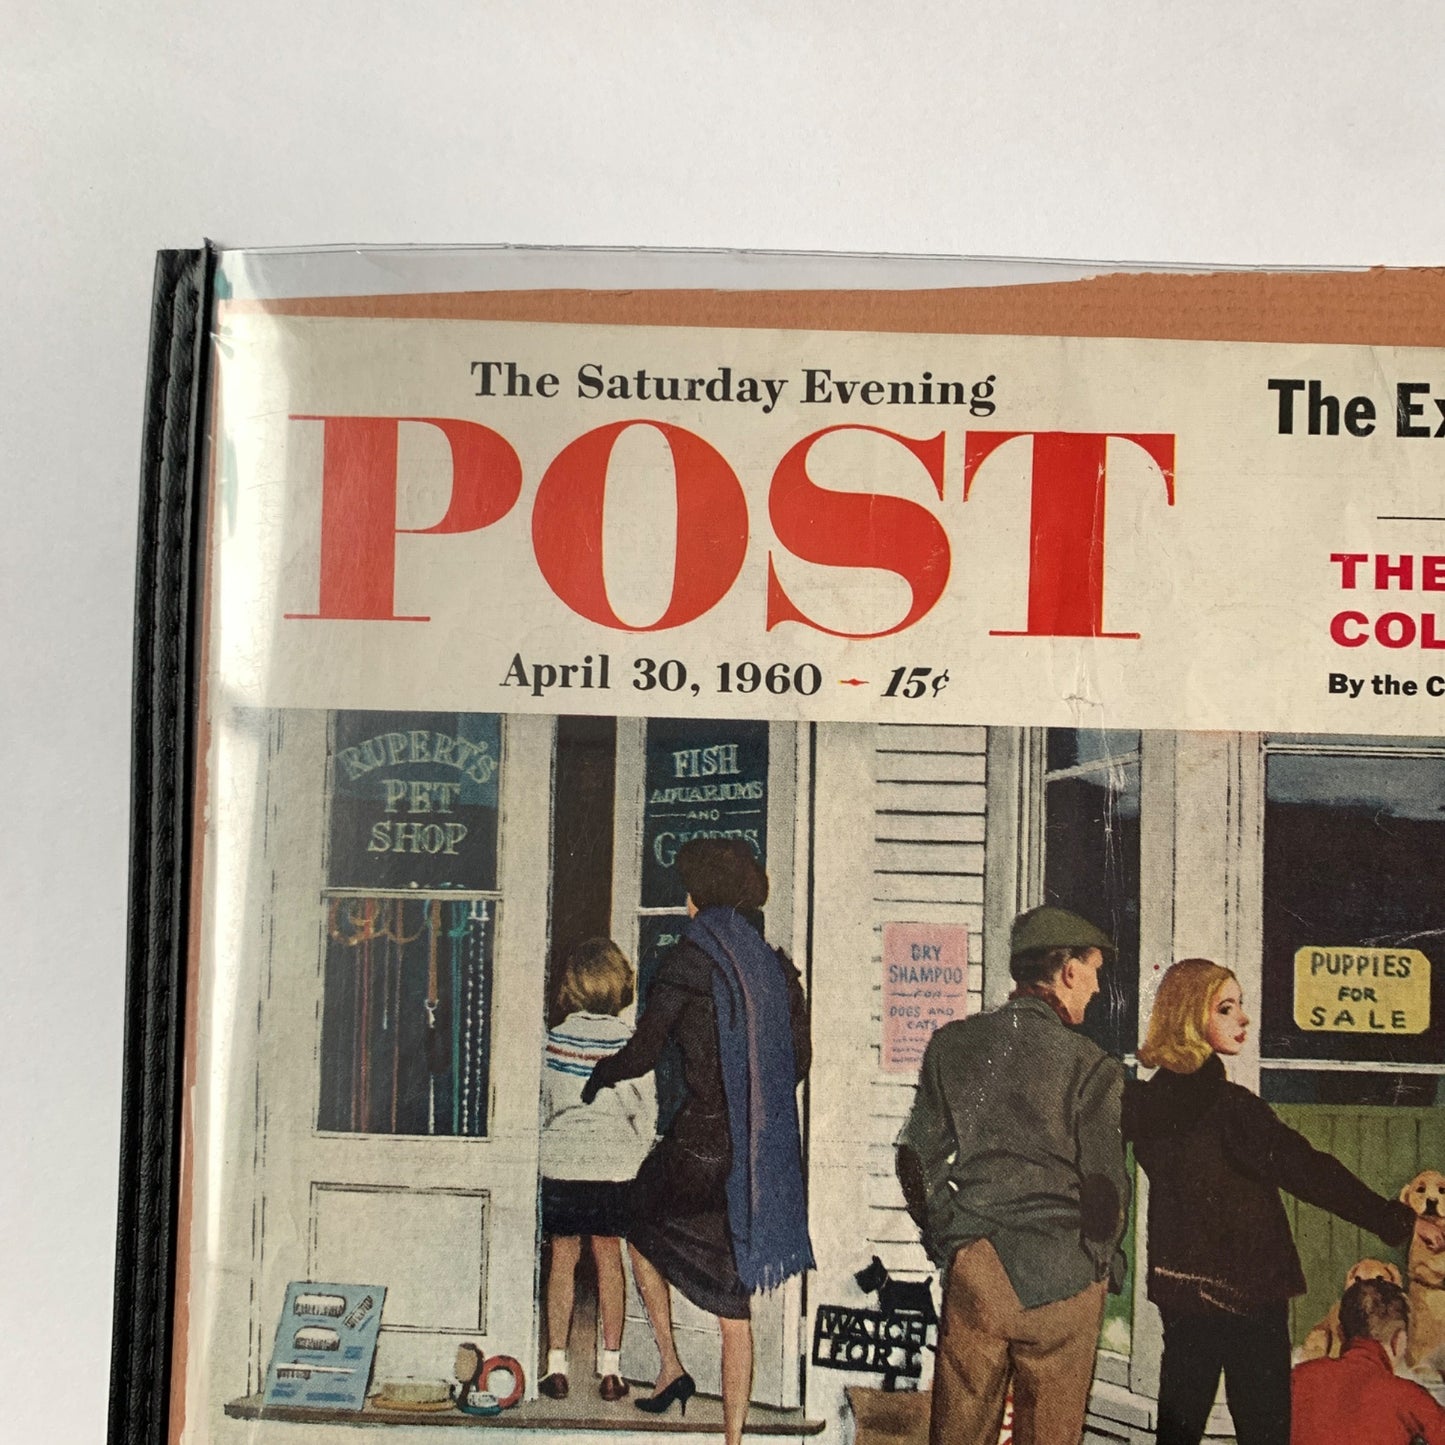 The Saturday Evening
POST
April 30, 1960 - 15¢
The Ex
THE
COL
By the C
RUPERT'S
PET
SHOP
FISH
AQUARIUMS
AND
DRY
SHAMPOO
FOR
DOGS AND
CATS
PUPPIES
FOR
SALE
WATCH
FOR